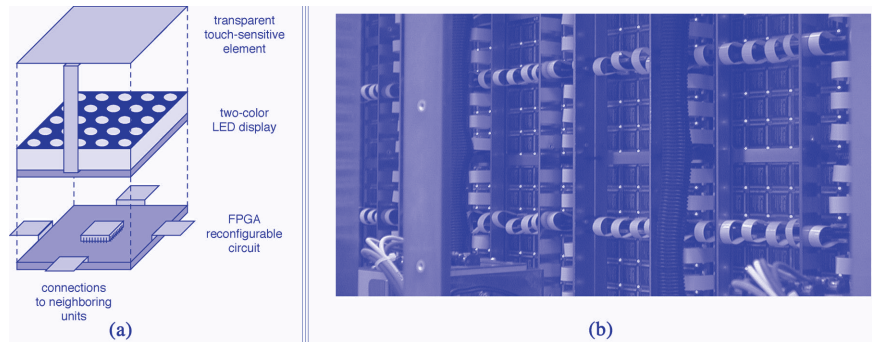 transparent
touch-sensitive
element
two-color
LED display
FPGA
reconfigurable
circuit
connections
to neighboring
units
(a)
(b)